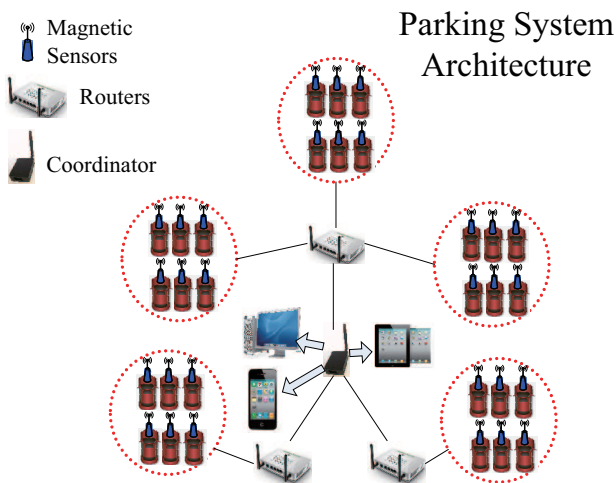 Parking System
Architecture
Magnetic
Sensors
Routers
Coordinator